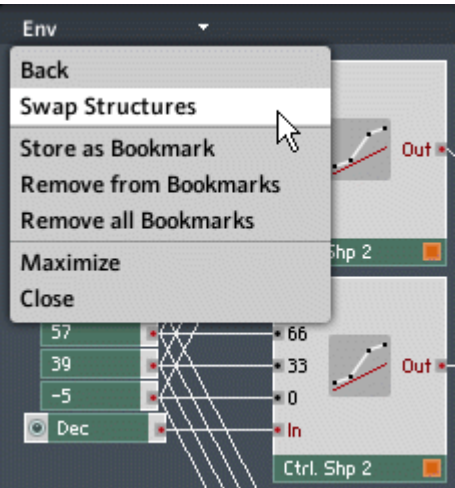 Env
Back
Swap Structures
Store as Bookmark
Remove from Bookmarks
Remove all Bookmarks
Maximize
Close
Out
Shp 2
57
39
-5
Dec
66
33
0
In
Out
Ctrl. Shp 2